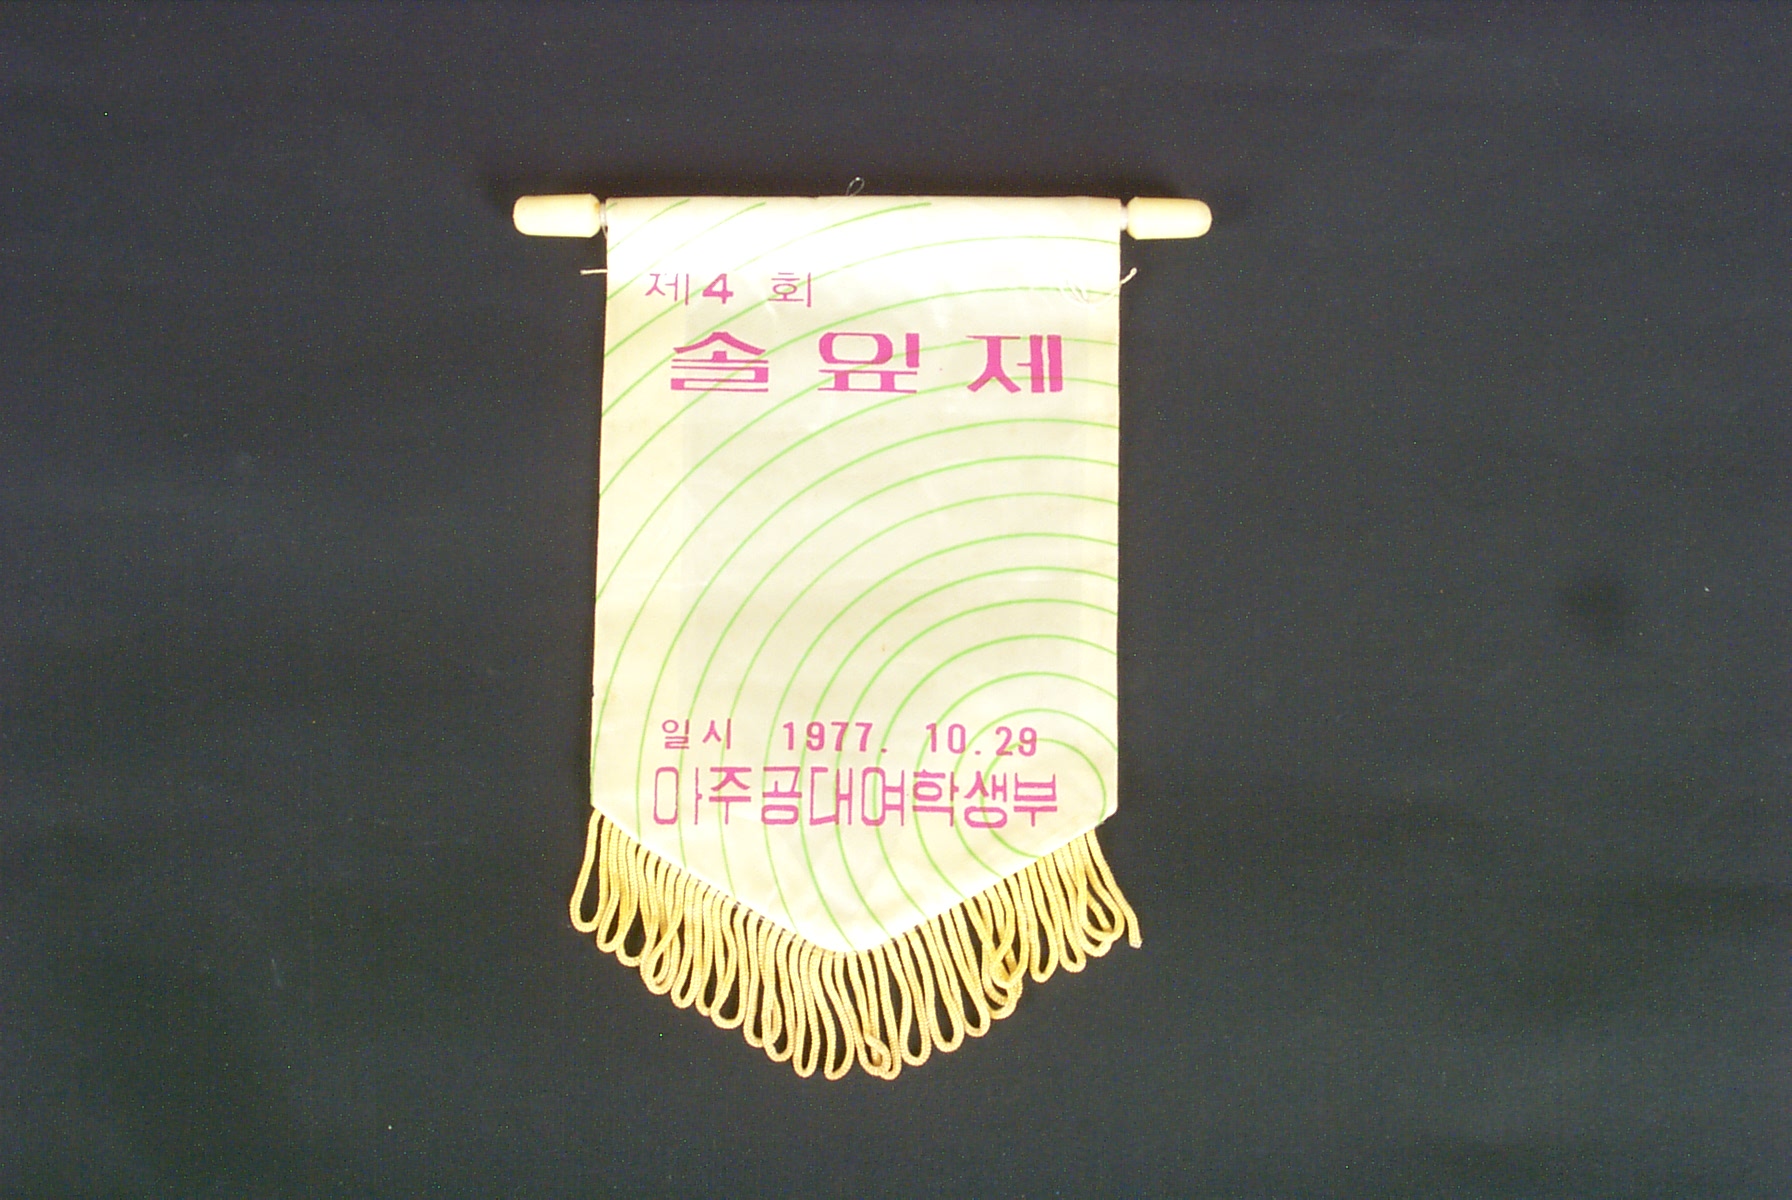 제4 회
솔잎제
일시 1977. 10.29
아주공대여학생부